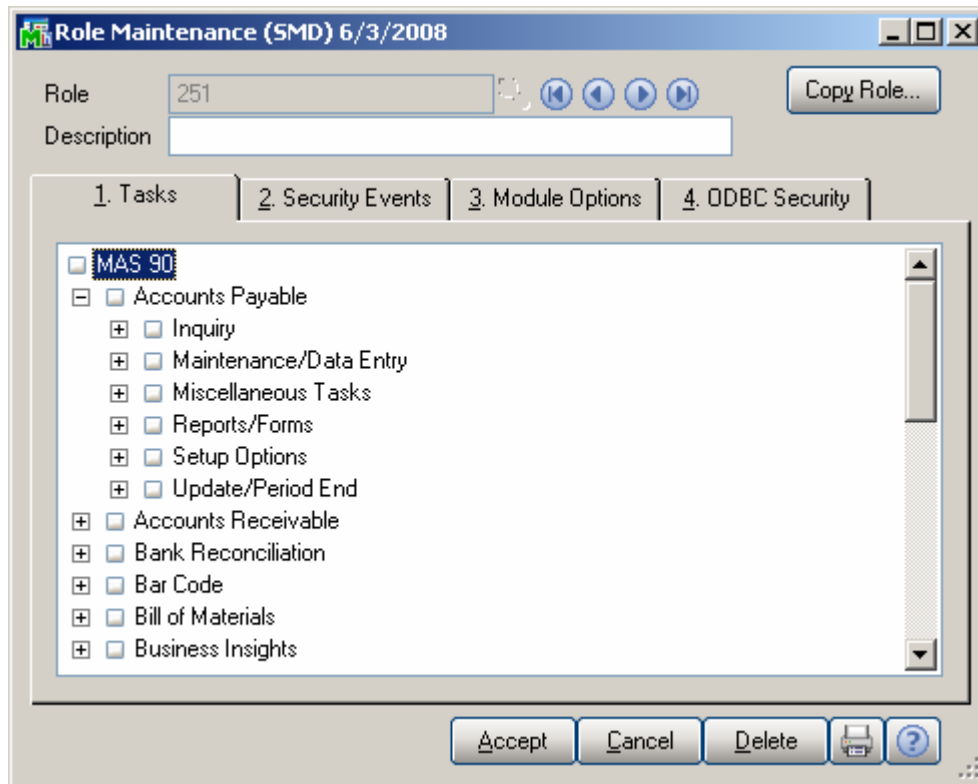 Role Maintenance (SMD) 6/3/2008
Role 251 Copy Role...
Description
1. Tasks 2. Security Events 3. Module Options 4. ODBC Security
MAS 90
Accounts Payable
Inquiry
Maintenance/Data Entry
Miscellaneous Tasks
Reports/Forms
Setup Options
Update/Period End
Accounts Receivable
Bank Reconciliation
Bar Code
Bill of Materials
Business Insights
Accept Cancel Delete ?